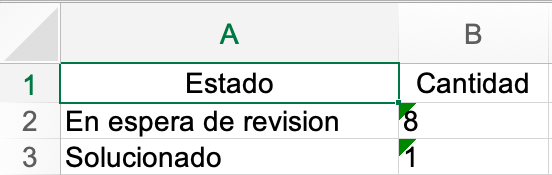 A B
1 Estado Cantidad
2 En espera de revision 8
3 Solucionado 1